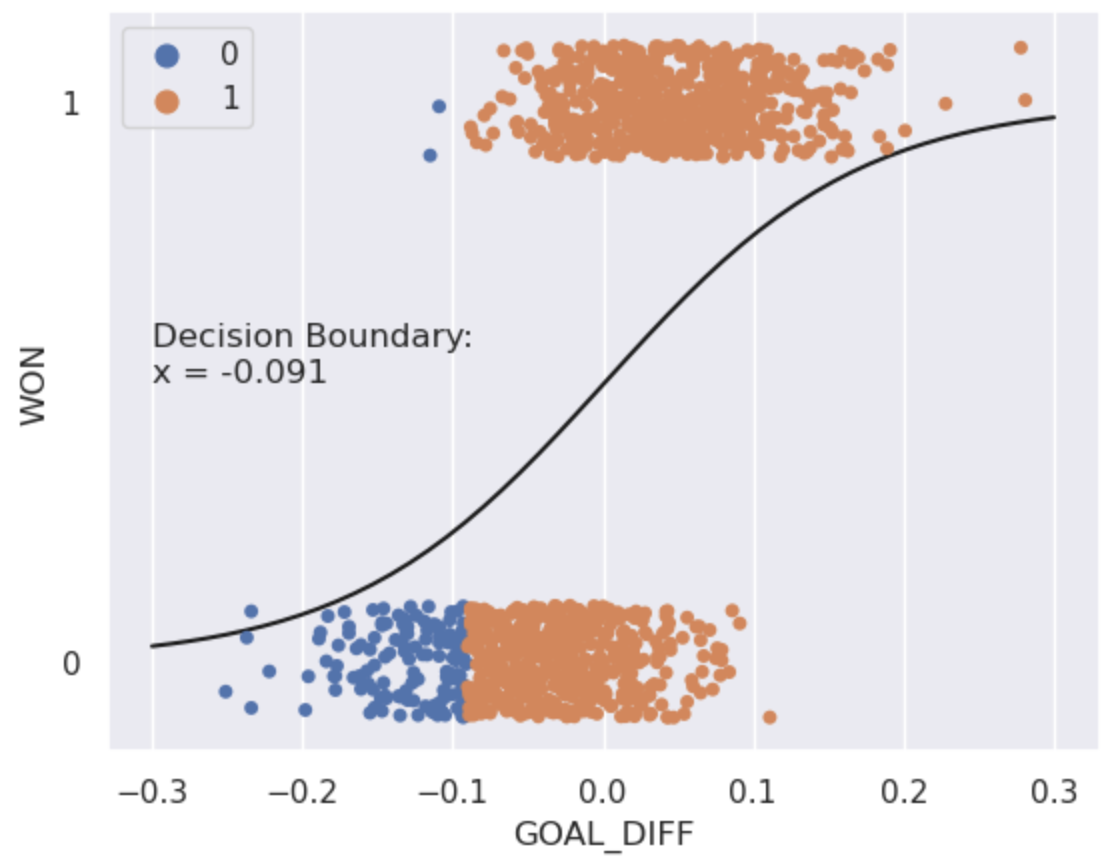 0
1
1
Decision Boundary:
x = -0.091
WON
0
−0.3 −0.2 −0.1 0.0 0.1 0.2 0.3
GOAL_DIFF